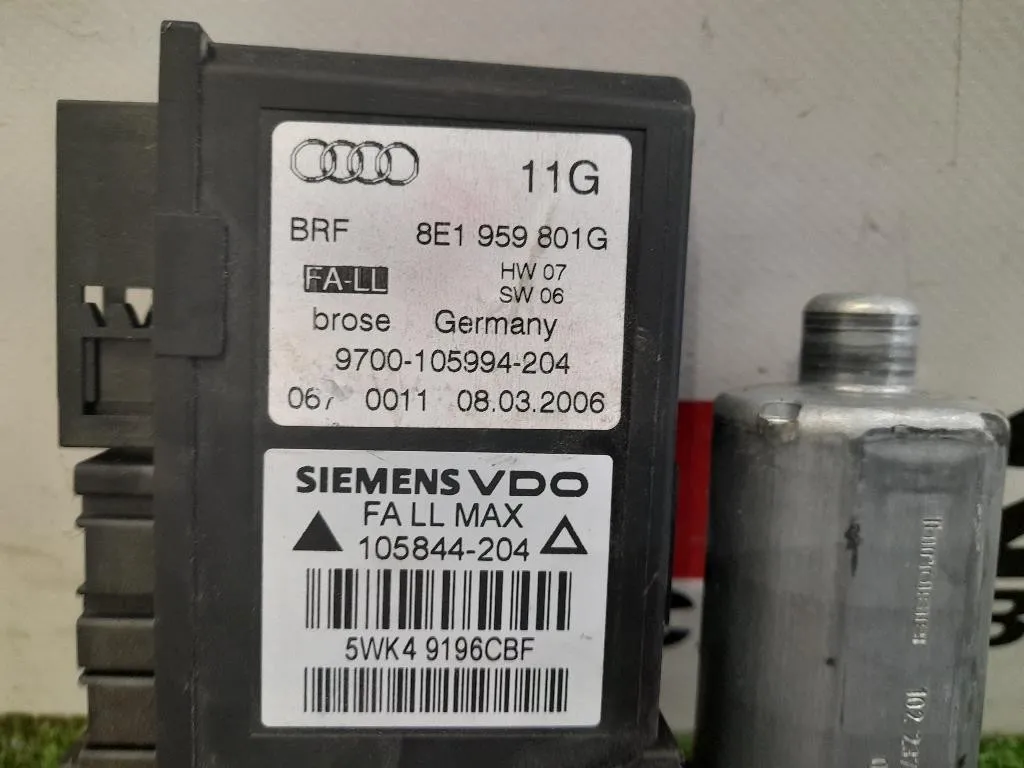 11G
BRF 8E1 959 801G
FA-LL HW 07
SW 06
brose Germany
9700-105994-204
067 0011 08.03.2006
SIEMENS VDO
FA LL MAX
105844-204
5WK4 9196CBF